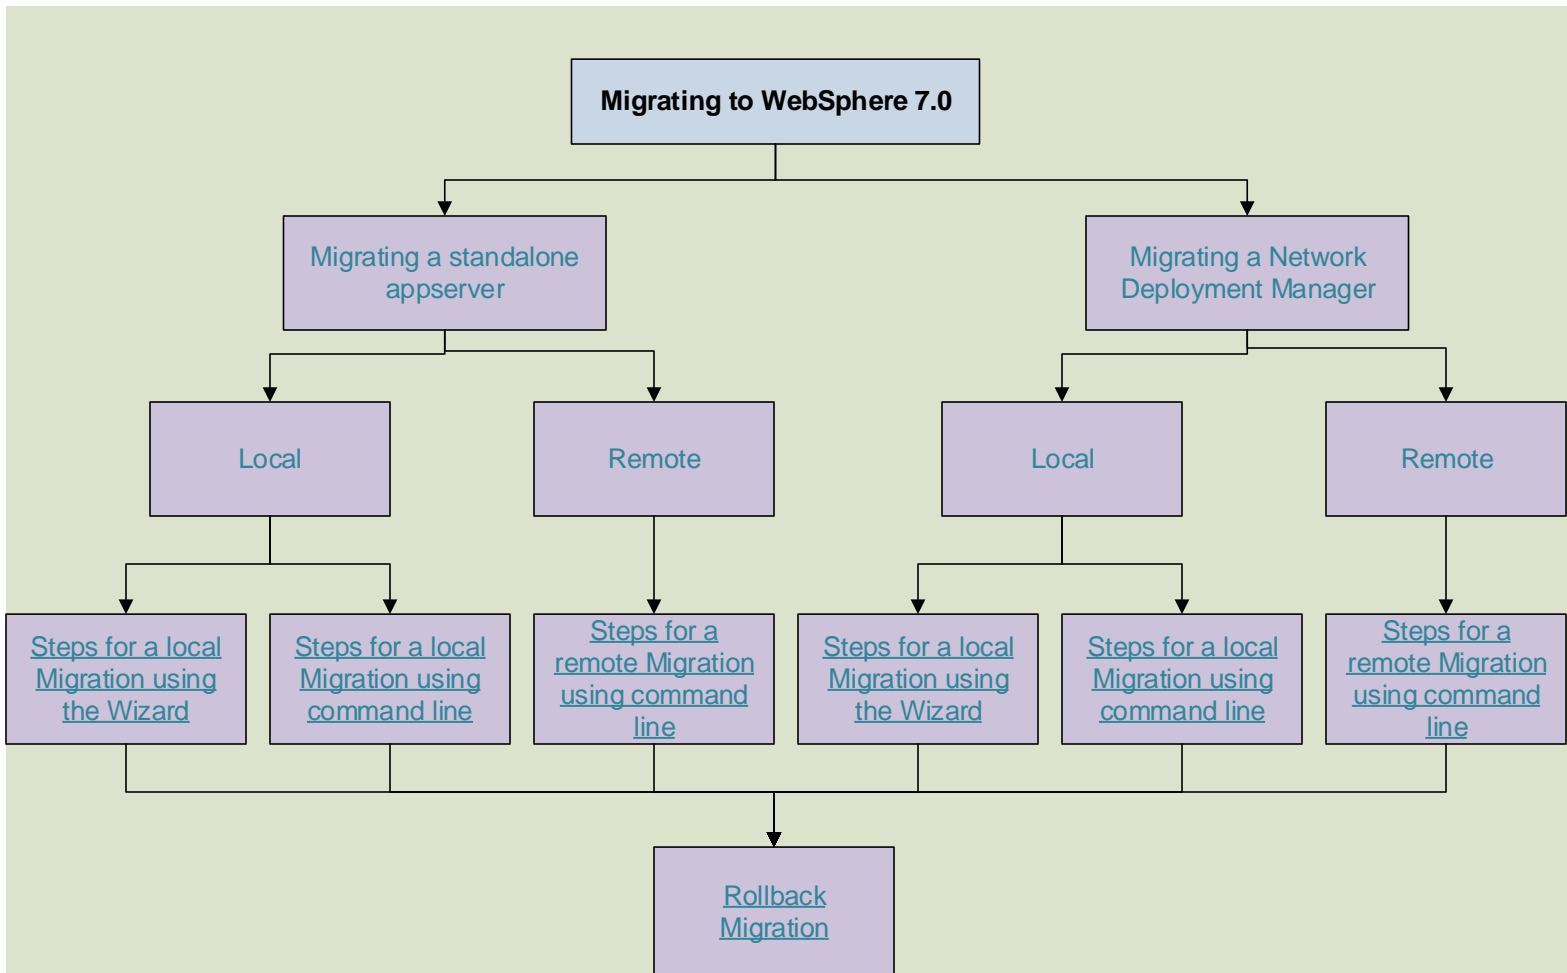 Migrating to WebSphere 7.0
Migrating a standalone
appserver
Migrating a Network
Deployment Manager
Local
Remote
Local
Remote
Steps for a local
Migration using
the Wizard
Steps for a local
Migration using
command line
Steps for a
remote Migration
using command
line
Steps for a local
Migration using
the Wizard
Steps for a local
Migration using
command line
Steps for a
remote Migration
using command
line
Rollback
Migration